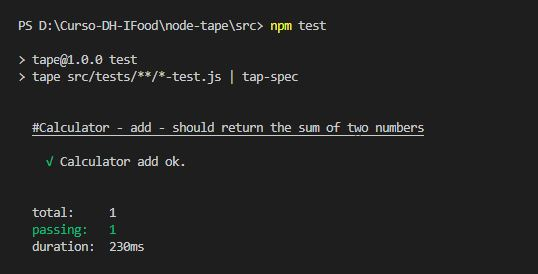 PS D:\Curso-DH-IFood\node-tape\src> npm test
> tape@1.0.0 test
> tape src/tests/**/*-test.js | tap-spec
#Calculator - add - should return the sum of two numbers
√ Calculator add ok.
total: 1
passing: 1
duration: 230ms